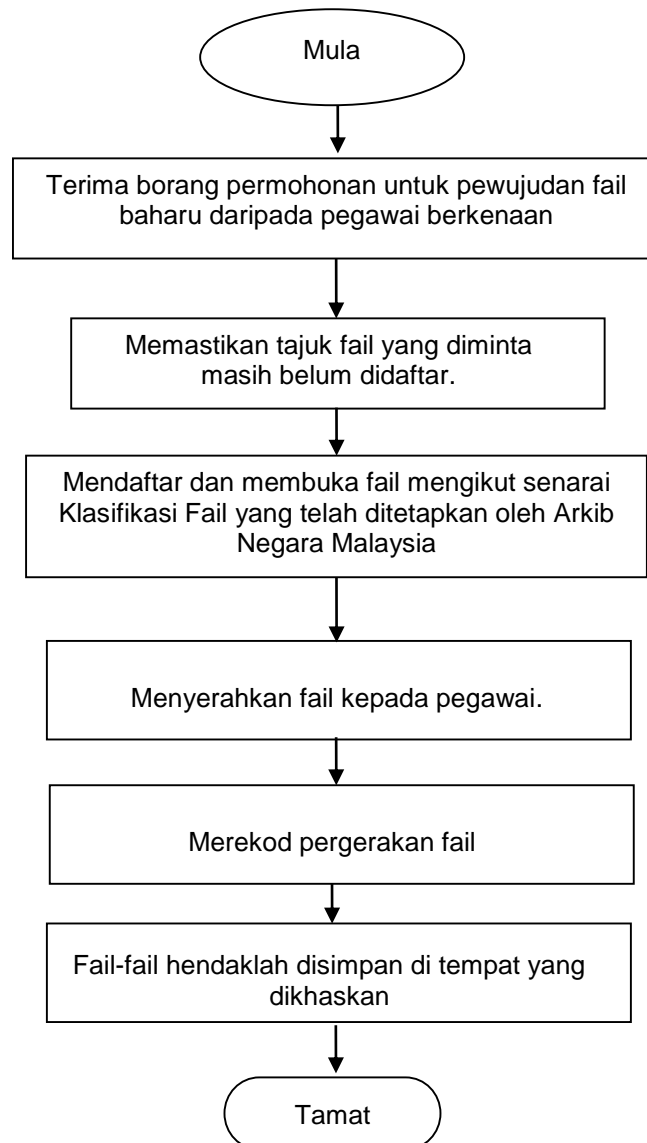 Mula
Terima borang permohonan untuk pewujudan fail
baharu daripada pegawai berkenaan
Memastikan tajuk fail yang diminta
masih belum didaftar.
Mendaftar dan membuka fail mengikut senarai
Klasifikasi Fail yang telah ditetapkan oleh Arkib
Negara Malaysia
Menyerahkan fail kepada pegawai.
Merekod pergerakan fail
Fail-fail hendaklah disimpan di tempat yang
dikhaskan
Tamat